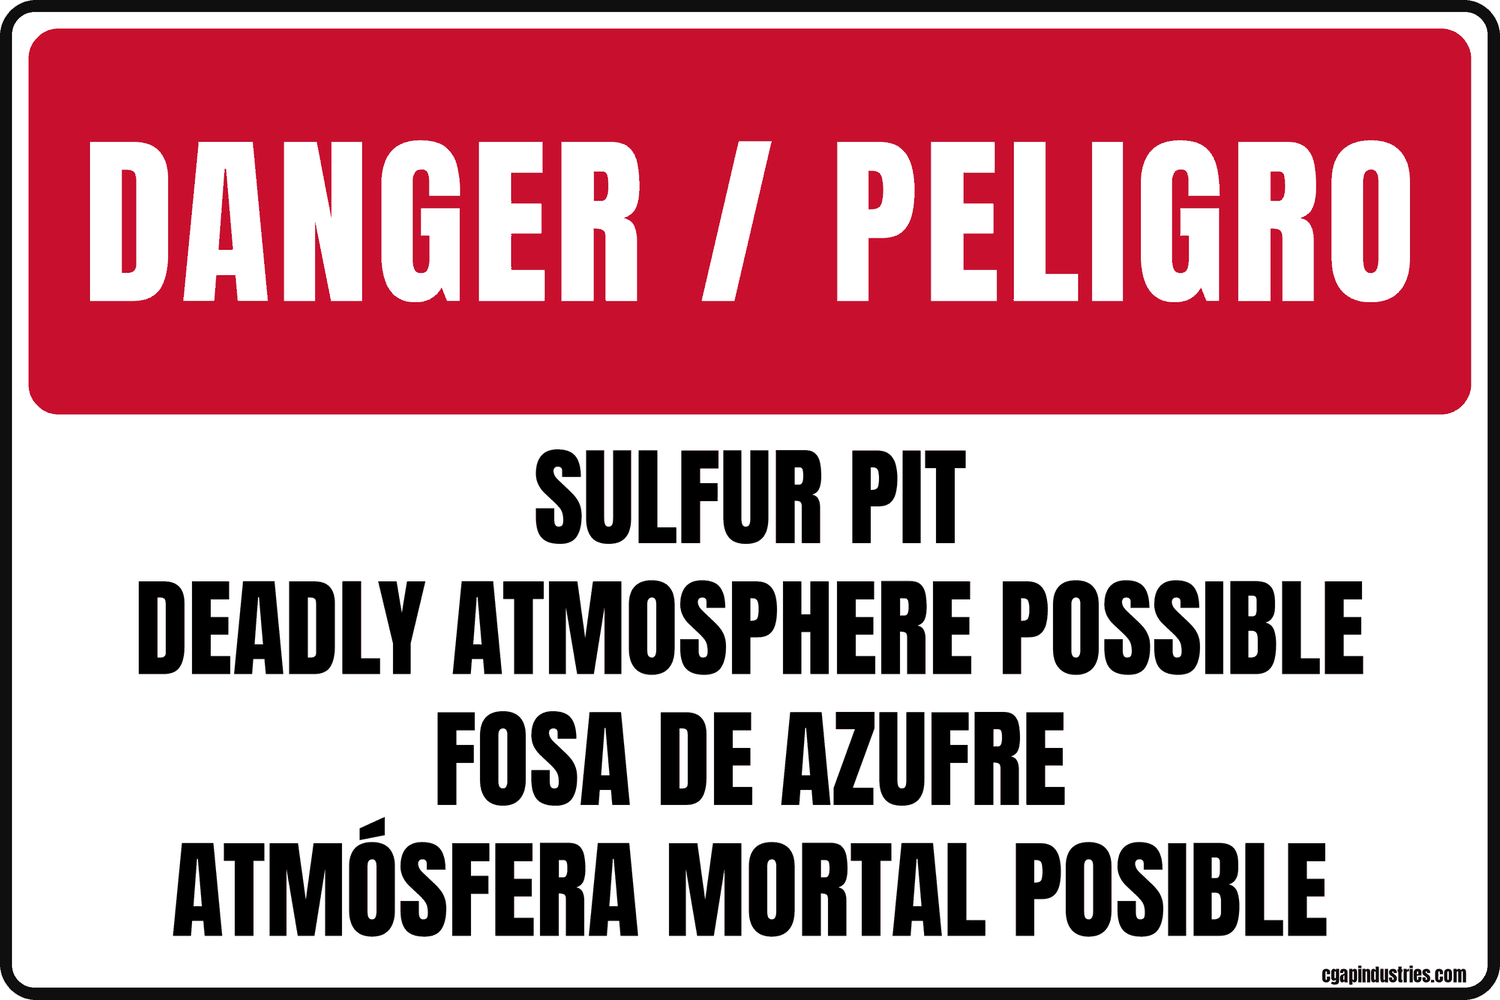 DANGER / PELIGRO
SULFUR PIT
DEADLY ATMOSPHERE POSSIBLE
FOSA DE AZUFRE
ATMÓSFERA MORTAL POSIBLE
cgapindustries.com